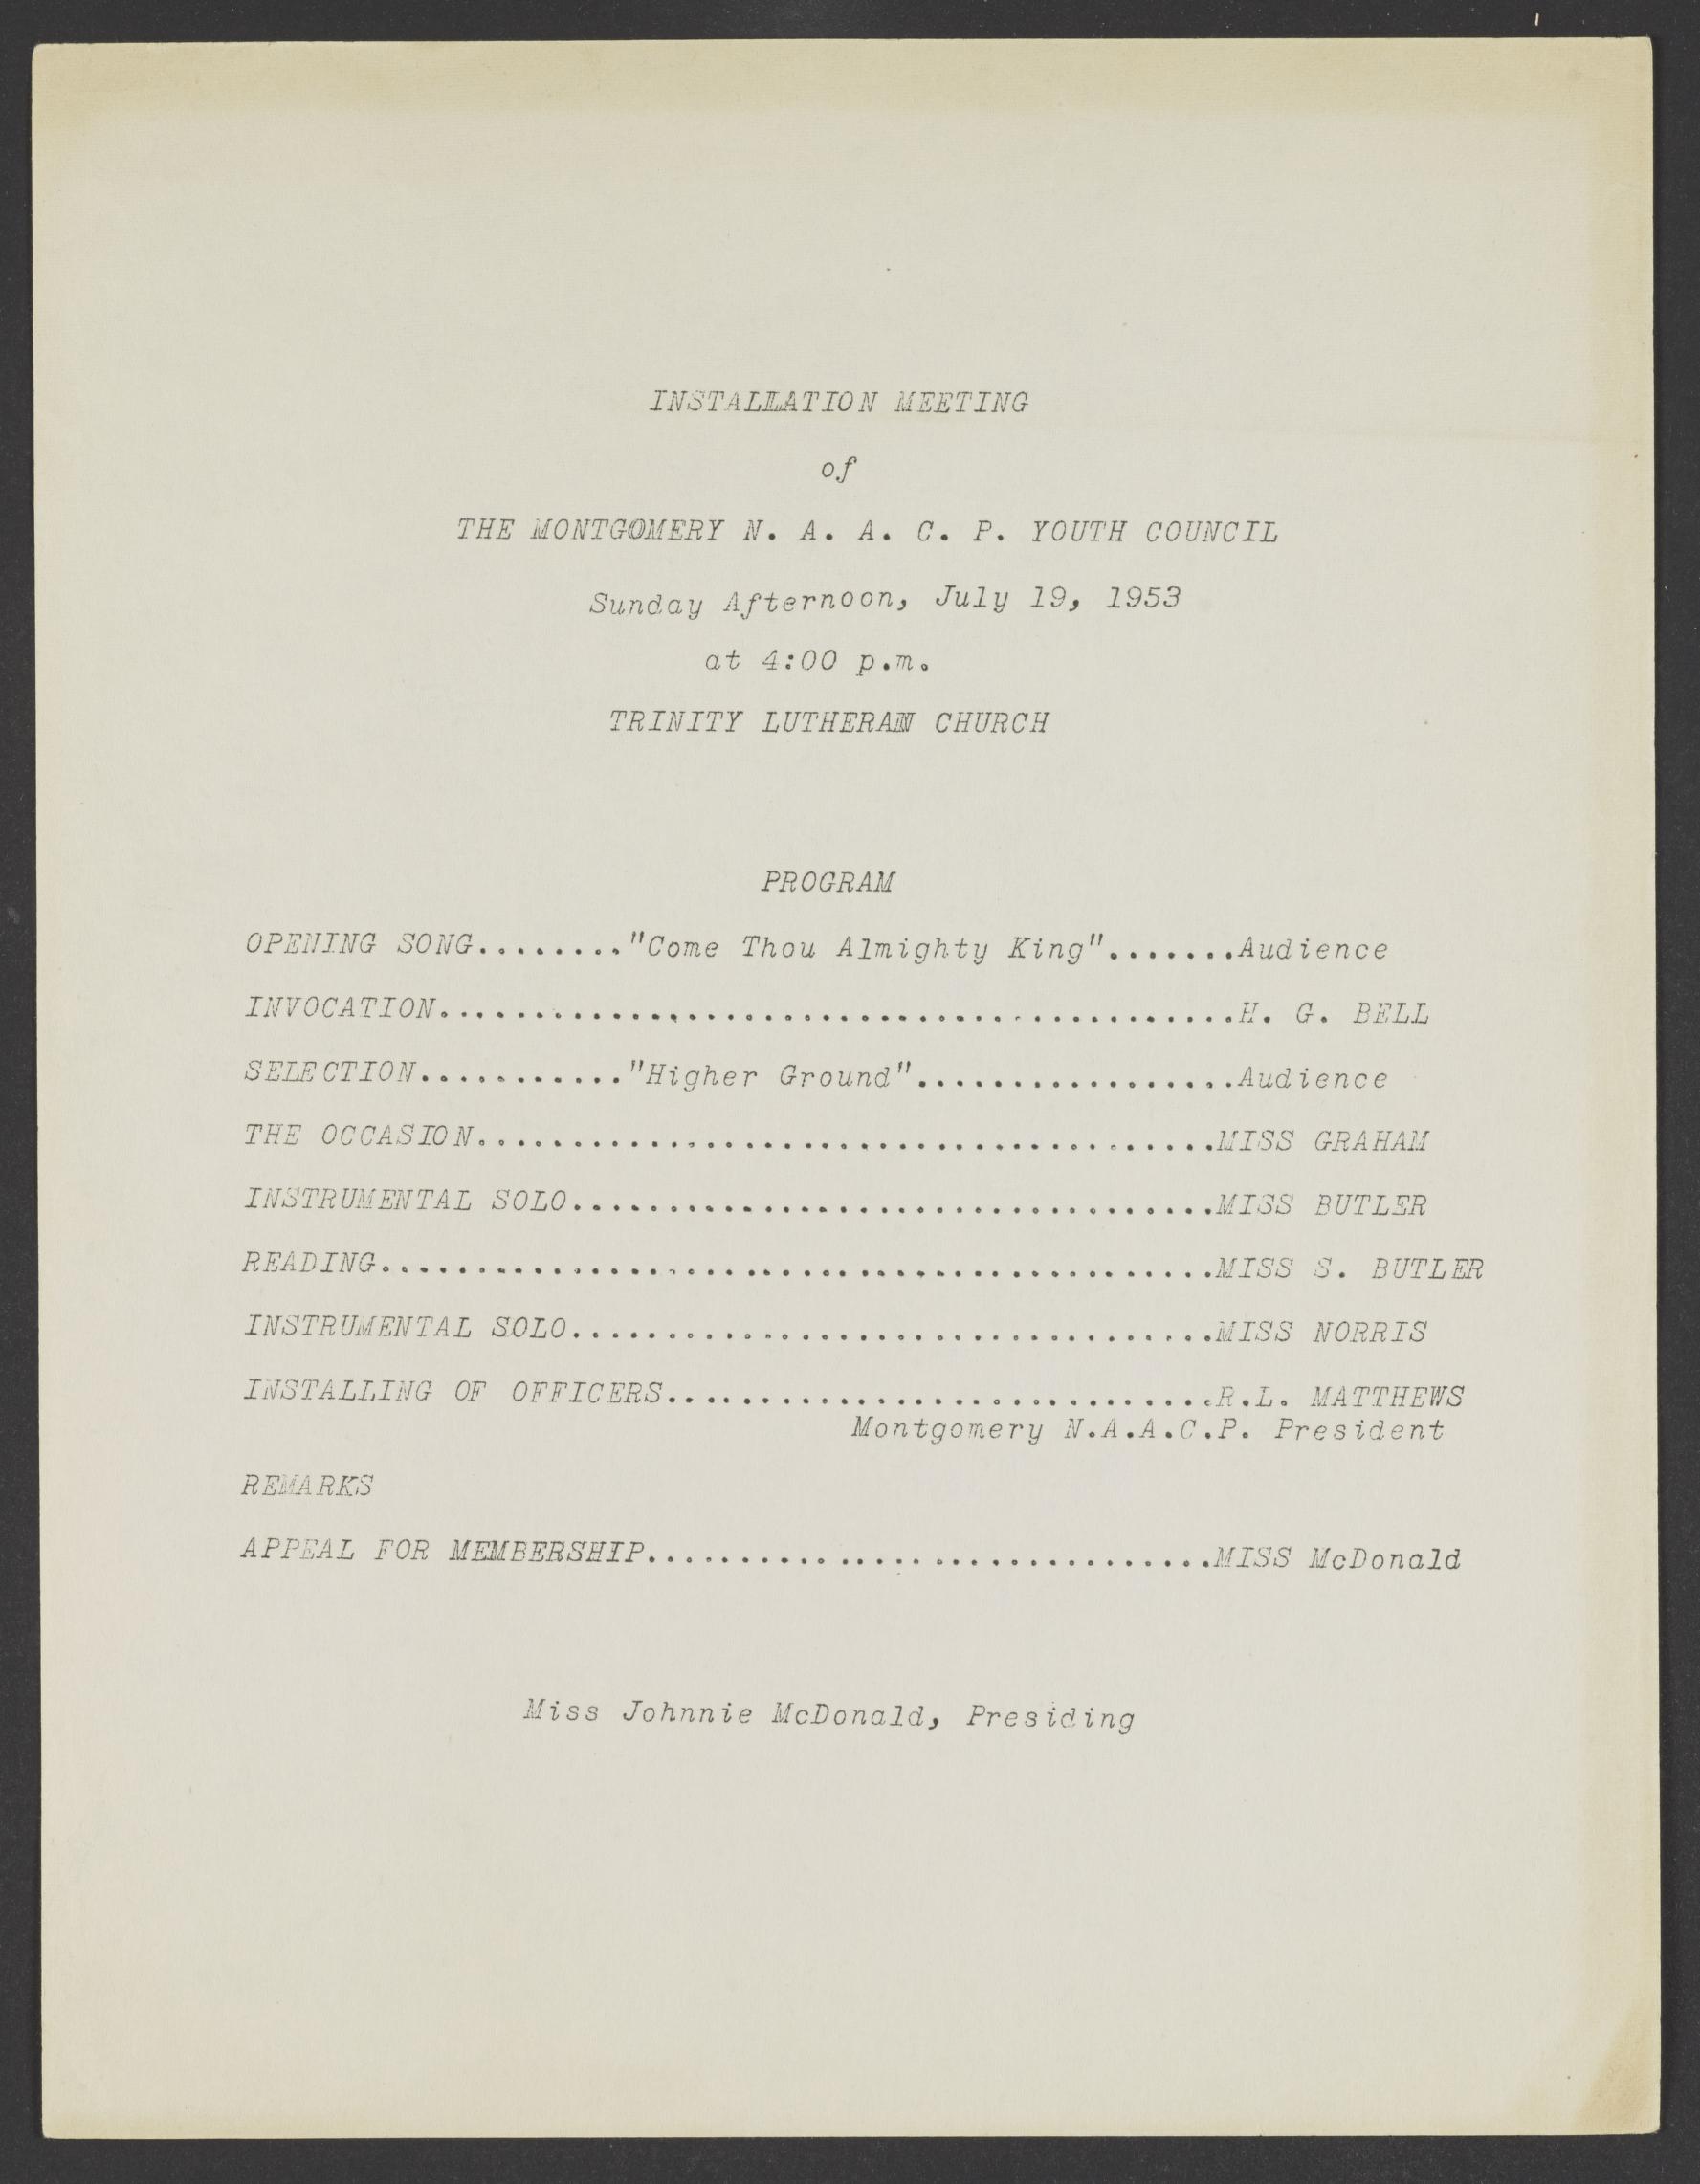 INSTALLATION MEETING
of
THE MONTGOMERY N. A. A. C. P. YOUTH COUNCIL
Sunday Afternoon, July 19, 1953
at 4:00 p.m.
TRINITY LUTHERAN CHURCH
PROGRAM
OPENING SONG........"Come Thou Almighty King".......Audience
INVOCATION..........................................H. G. BELL
SELECTION..........."Higher Ground".................Audience
THE OCCASION.......................................MISS GRAHAM
INSTRUMENTAL SOLO..................................MISS BUTLER
READING............................................MISS S. BUTLER
INSTRUMENTAL SOLO..................................MISS NORRIS
INSTALLING OF OFFICERS.............................R.L. MATTHEWS
Montgomery N.A.A.C.P. President
REMARKS
APPEAL FOR MEMBERSHIP..............................MISS McDonald
Miss Johnnie McDonald, Presiding